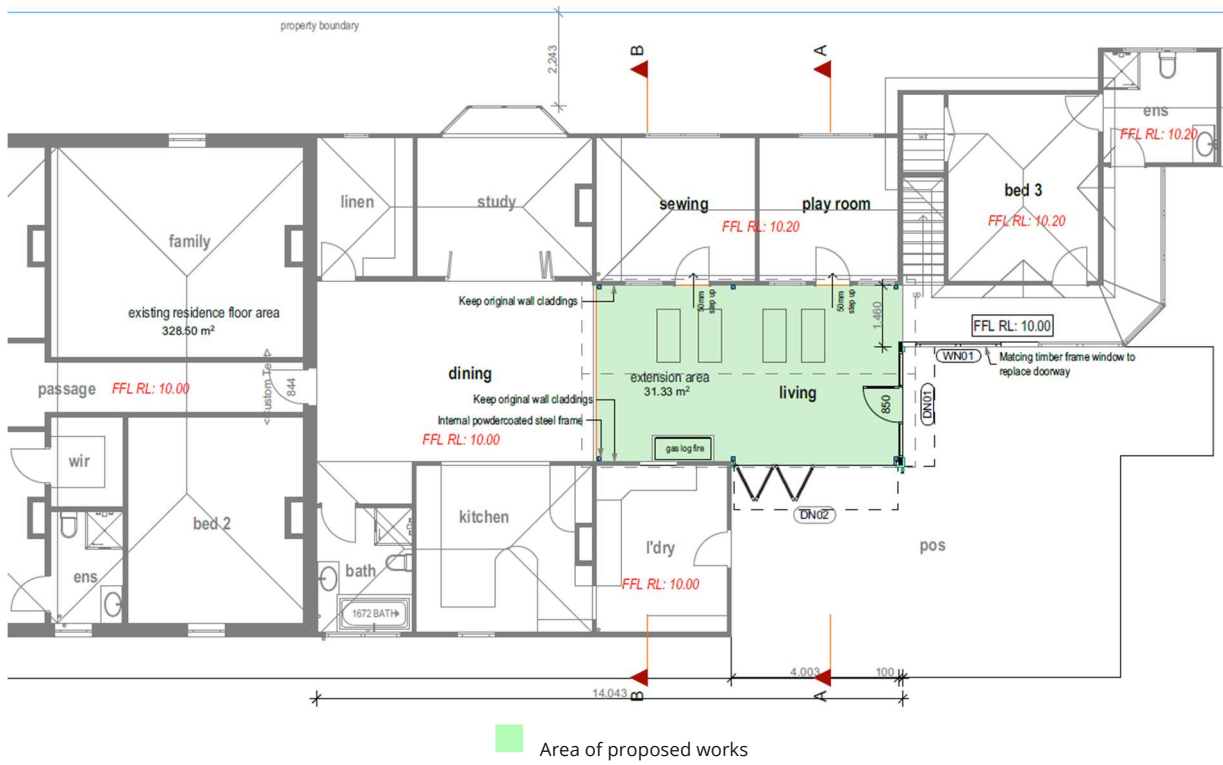 property boundary
2,243
B
A
ens
FFL RL: 10.20
bed 3
FFL RL: 10.20
linen
study
sewing
play room
FFL RL: 10.20
family
existing residence floor area
328.50 m²
Keep original wall claddings
50mm
step up
50mm
step up
1.460
FFL RL: 10.00
WN01
Matcing timber frame window to
replace doorway
passage
FFL RL: 10.00
844
dining
extension area
31.33 m²
living
850
DN01
Keep original wall claddings
Internal powdercoated steel frame
FFL RL: 10.00
gas log fire
wir
bed 2
kitchen
DN02
l'dry
pos
ens
bath
FFL RL: 10.00
1672 BATH
4.003
100
14.043
B
A
Area of proposed works